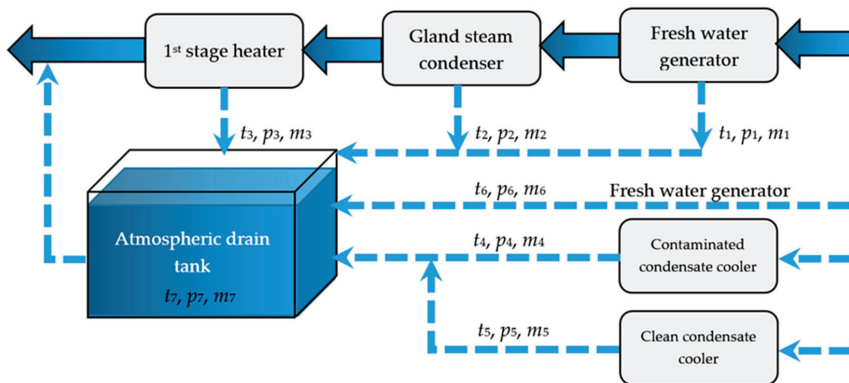 1st stage heater
Gland steam
condenser
Fresh water
generator
t3, p3, m3
t2, p2, m2
t1, p1, m1
t6, p6, m6
Fresh water generator
Atmospheric drain
tank
t7, p7, m7
t4, p4, m4
Contaminated
condensate cooler
t5, p5, m5
Clean condensate
cooler